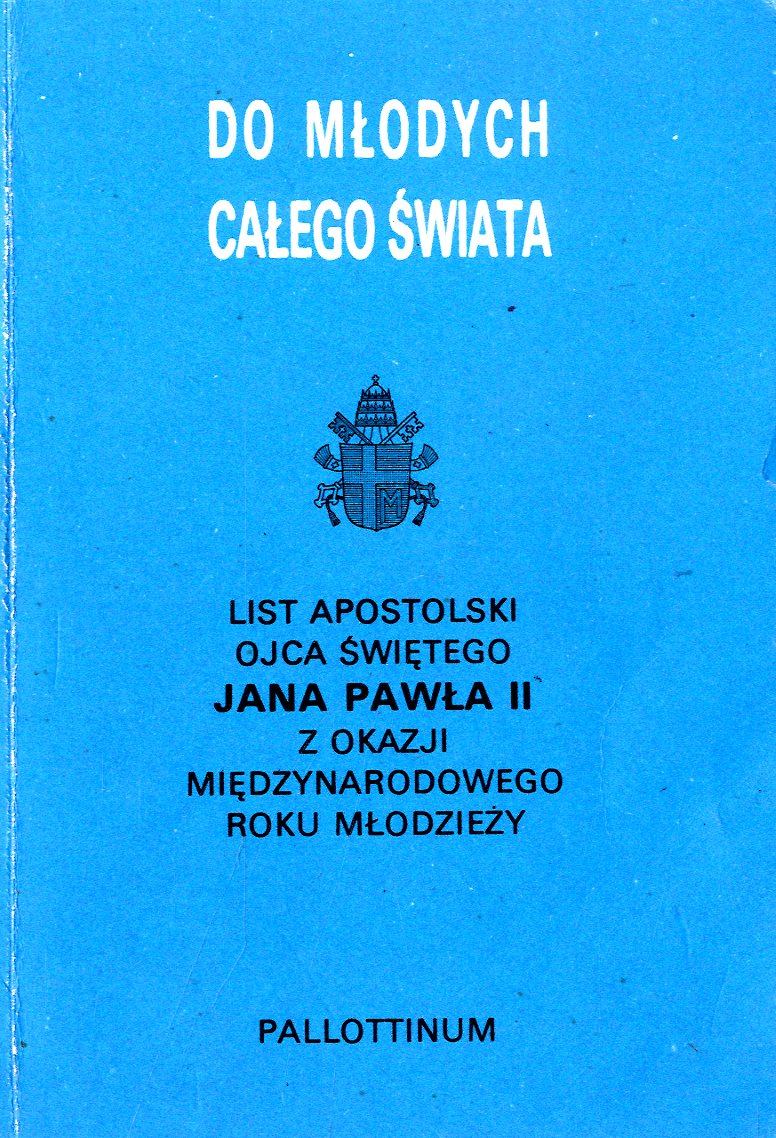 DO MŁODYCH
CAŁEGO ŚWIATA
M
LIST APOSTOLSKI
OJCA ŚWIĘTEGO
JANA PAWŁA II
Z OKAZJI
MIĘDZYNARODOWEGO
ROKU MŁODZIEŻY
PALLOTTINUM